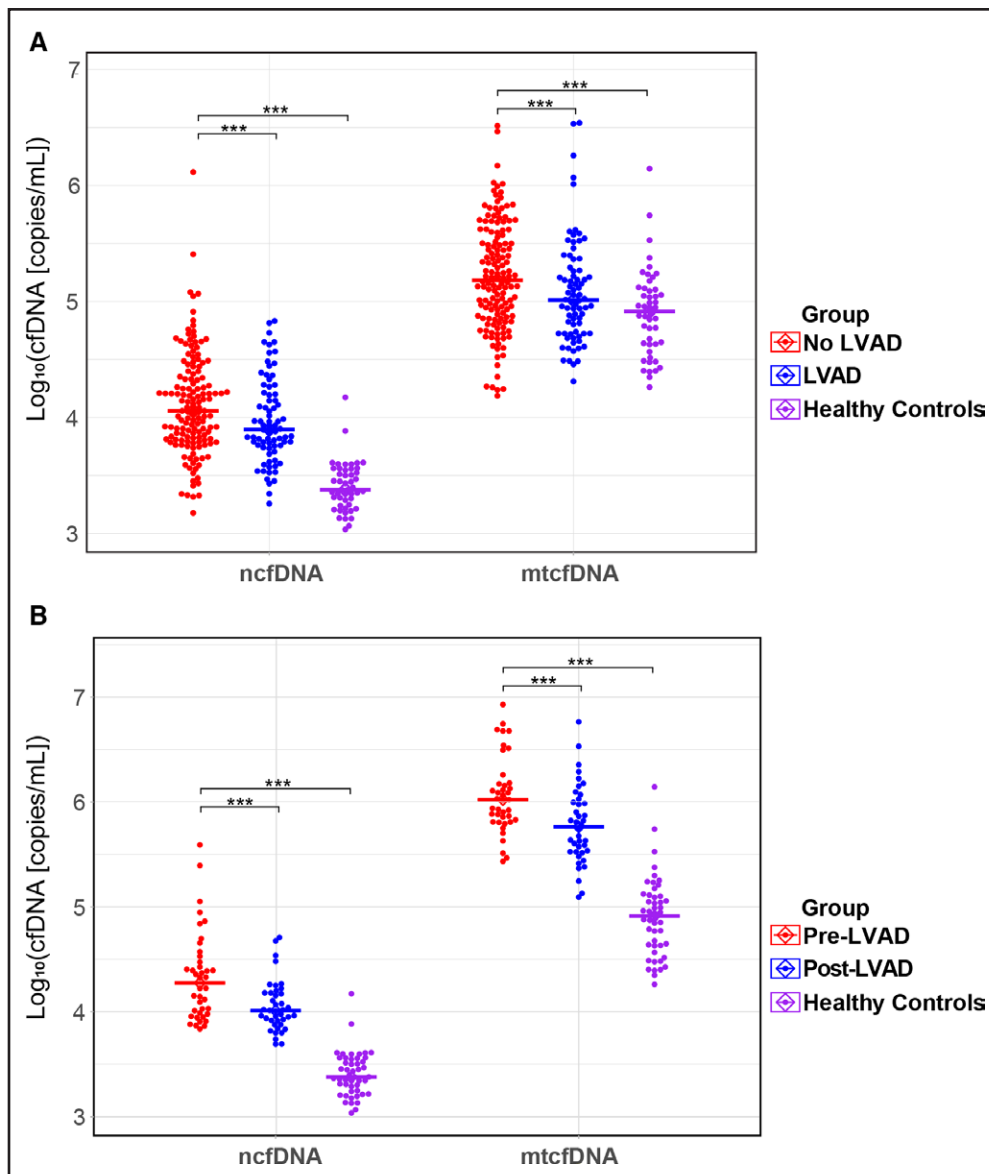 A
Log₁₀(cfDNA [copies/mL])
7
6
5
4
3
***
***
***
***
ncfDNA
mtcfDNA
Group
No LVAD
LVAD
Healthy Controls
B
Log₁₀(cfDNA [copies/mL])
7
6
5
4
3
***
***
***
***
ncfDNA
mtcfDNA
Group
Pre-LVAD
Post-LVAD
Healthy Controls